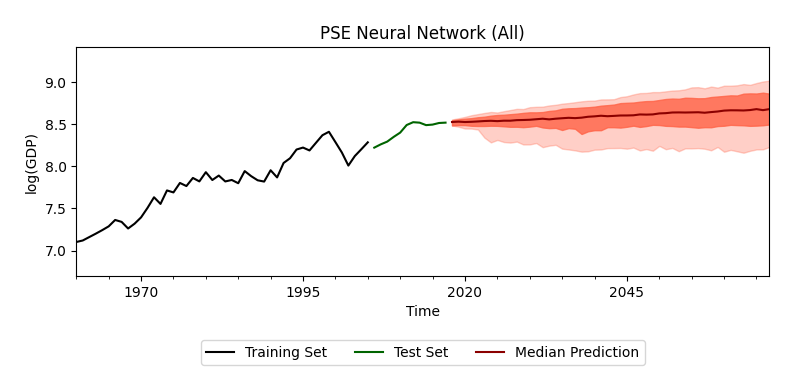 PSE Neural Network (All)
9.0
8.5
8.0
7.5
7.0
log(GDP)
1970 1995 2020 2045
Time
Training Set Test Set Median Prediction